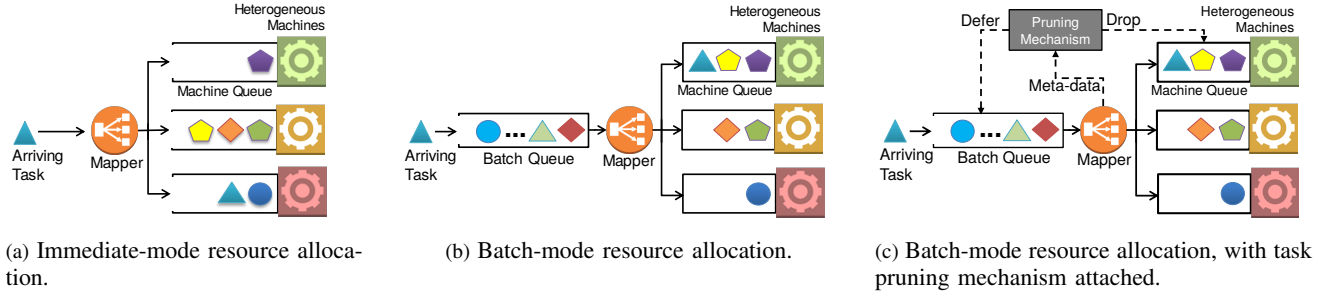 Heterogeneous
Machines
Machine Queue
Arriving
Task
Mapper
(a) Immediate-mode resource alloca-
tion.
Heterogeneous
Machines
Machine Queue
Arriving
Task
Batch Queue
Mapper
(b) Batch-mode resource allocation.
Defer
Pruning
Mechanism
Drop
Heterogeneous
Machines
Meta-data
Machine Queue
Arriving
Task
Batch Queue
Mapper
(c) Batch-mode resource allocation, with task
pruning mechanism attached.